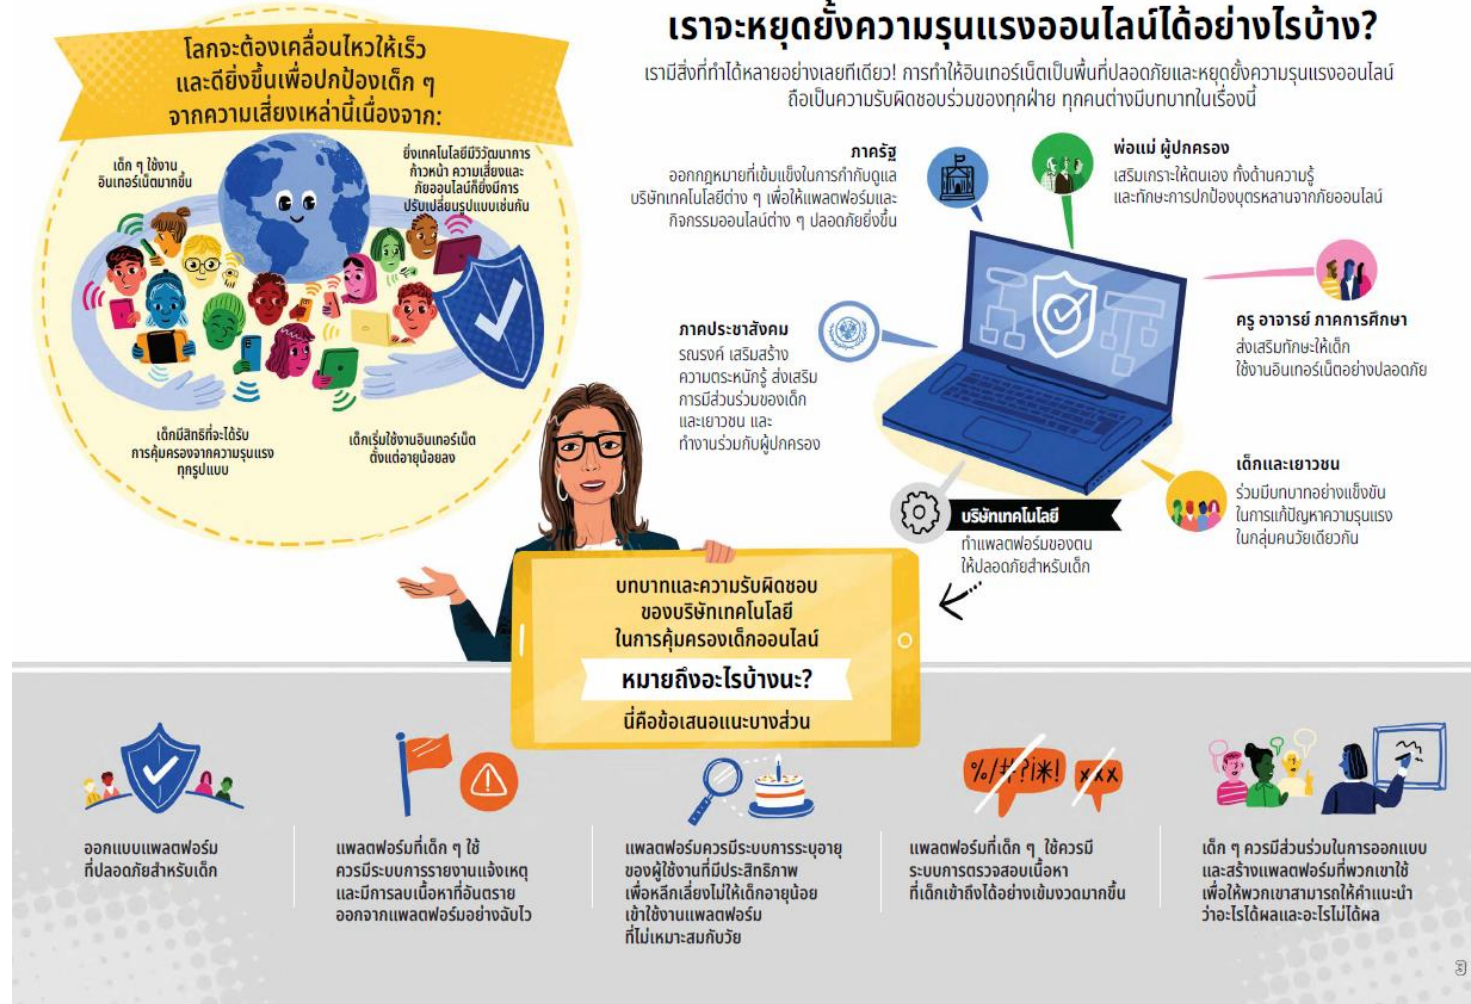 โลกจะต้องเคลื่อนไหวให้เร็ว
และดียิ่งขึ้นเพื่อปกป้องเด็ก ๆ
จากความเสี่ยงเหล่านี้เนื่องจาก:
เด็ก ๆ ใช้งาน
อินเทอร์เน็ตมากขึ้น
ยิ่งเทคโนโลยีมีวิวัฒนาการ
ก้าวหน้า ความเสี่ยงและ
ภัยออนไลน์ก็ยิ่งมีการ
ปรับเปลี่ยนรูปแบบเช่นกัน
เด็กมีสิทธิที่จะได้รับ
การคุ้มครองจากความรุนแรง
ทุกรูปแบบ
เด็กเริ่มใช้งานอินเทอร์เน็ต
ตั้งแต่อายุน้อยลง
เราจะหยุดยั้งความรุนแรงออนไลน์ได้อย่างไรบ้าง?
เรามีสิ่งที่ทำได้หลายอย่างเลยทีเดียว! การทำให้อินเทอร์เน็ตเป็นพื้นที่ปลอดภัยและหยุดยั้งความรุนแรงออนไลน์
ถือเป็นความรับผิดชอบร่วมของทุกฝ่าย ทุกคนต่างมีบทบาทในเรื่องนี้
ภาครัฐ
ออกกฎหมายที่เข้มแข็งในการกำกับดูแล
บริษัทเทคโนโลยีต่าง ๆ เพื่อให้แพลตฟอร์มและ
กิจกรรมออนไลน์ต่าง ๆ ปลอดภัยยิ่งขึ้น
พ่อแม่ ผู้ปกครอง
เสริมเกราะให้ตนเอง ทั้งด้านความรู้
และทักษะการปกป้องบุตรหลานจากภัยออนไลน์
ครู อาจารย์ ภาคการศึกษา
ส่งเสริมทักษะให้เด็ก
ใช้งานอินเทอร์เน็ตอย่างปลอดภัย
ภาคประชาสังคม
รณรงค์ เสริมสร้าง
ความตระหนักรู้ ส่งเสริม
การมีส่วนร่วมของเด็ก
และเยาวชน และ
ทำงานร่วมกับผู้ปกครอง
เด็กและเยาวชน
ร่วมมีบทบาทอย่างแข็งขัน
ในการแก้ปัญหาความรุนแรง
ในกลุ่มคนวัยเดียวกัน
บริษัทเทคโนโลยี
ทำแพลตฟอร์มของตน
ให้ปลอดภัยสำหรับเด็ก
บทบาทและความรับผิดชอบ
ของบริษัทเทคโนโลยี
ในการคุ้มครองเด็กออนไลน์
หมายถึงอะไรบ้างนะ?
นี่คือข้อเสนอแนะบางส่วน
ออกแบบแพลตฟอร์ม
ที่ปลอดภัยสำหรับเด็ก
แพลตฟอร์มที่เด็ก ๆ ใช้
ควรมีระบบการรายงานแจ้งเหตุ
และมีการลบเนื้อหาที่อันตราย
ออกจากแพลตฟอร์มอย่างฉับไว
แพลตฟอร์มควรมีระบบการระบุอายุ
ของผู้ใช้งานที่มีประสิทธิภาพ
เพื่อหลีกเลี่ยงไม่ให้เด็กอายุน้อย
เข้าใช้งานแพลตฟอร์ม
ที่ไม่เหมาะสมกับวัย
%/#?i*! xxx
แพลตฟอร์มที่เด็ก ๆ ใช้ควรมี
ระบบการตรวจสอบเนื้อหา
ที่เด็กเข้าถึงได้อย่างเข้มงวดมากขึ้น
เด็ก ๆ ควรมีส่วนร่วมในการออกแบบ
และสร้างแพลตฟอร์มที่พวกเขาใช้
เพื่อให้พวกเขาสามารถให้คำแนะนำ
ว่าอะไรได้ผลและอะไรไม่ได้ผล
3